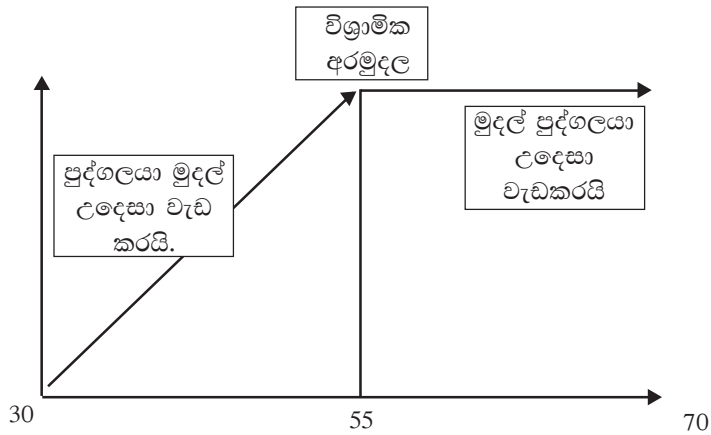 විශ්‍රාමික
අරමුදල
මුදල් පුද්ගලයා
උදෙසා
වැඩකරයි
පුද්ගලයා මුදල්
උදෙසා වැඩ
කරයි.
30
55
70